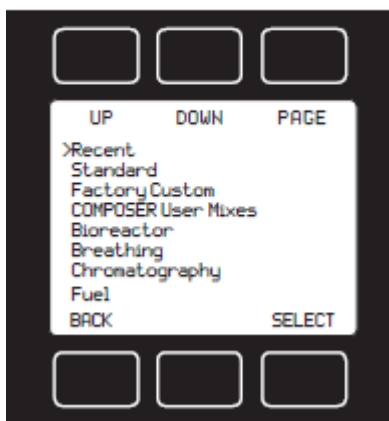 UP DOWN PAGE
>Recent
Standard
Factory Custom
COMPOSER User Mixes
Bioreactor
Breathing
Chromatography
Fuel
BACK SELECT